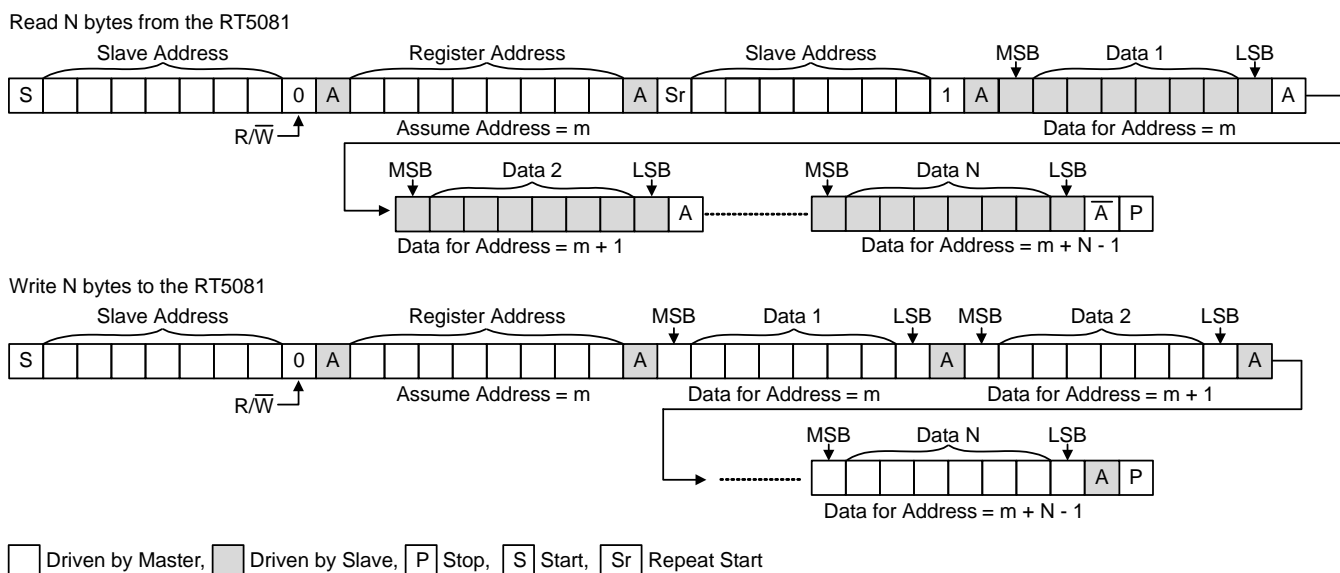 Read N bytes from the RT5081
Slave Address Register Address Slave Address MSB Data 1 LSB
S 0 A A Sr 1 A A
R/W̅ Assume Address = m Data for Address = m
MSB Data 2 LSB MSB Data N LSB
A A̅ P
Data for Address = m + 1 Data for Address = m + N - 1
Write N bytes to the RT5081
Slave Address Register Address MSB Data 1 LSB MSB Data 2 LSB
S 0 A A A A
R/W̅ Assume Address = m Data for Address = m Data for Address = m + 1
MSB Data N LSB
A P
Data for Address = m + N - 1
Driven by Master, Driven by Slave, P Stop, S Start, Sr Repeat Start